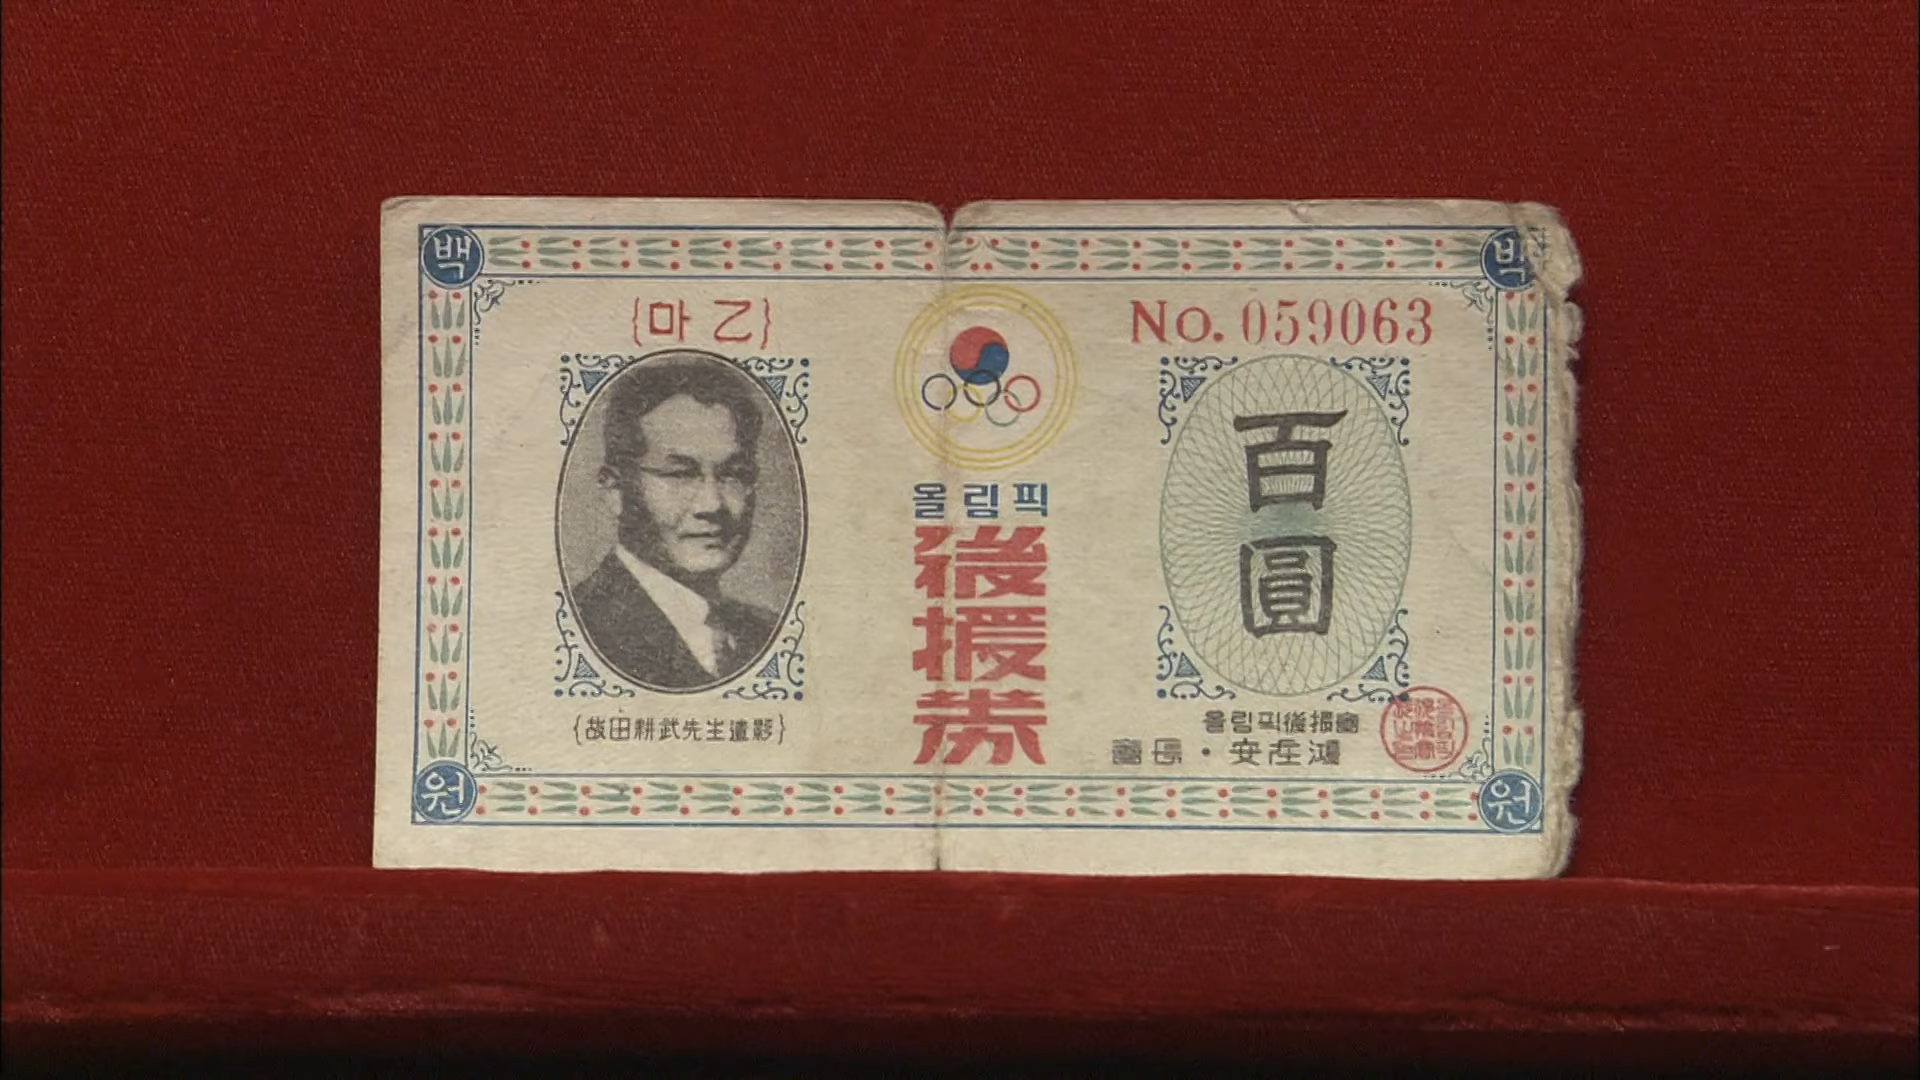 백
백
{마 乙}
No. 059063
올림픽
後援券
百圓
{故田耕武先生遺影}
올림픽後援會
會長・安在鴻
원
원